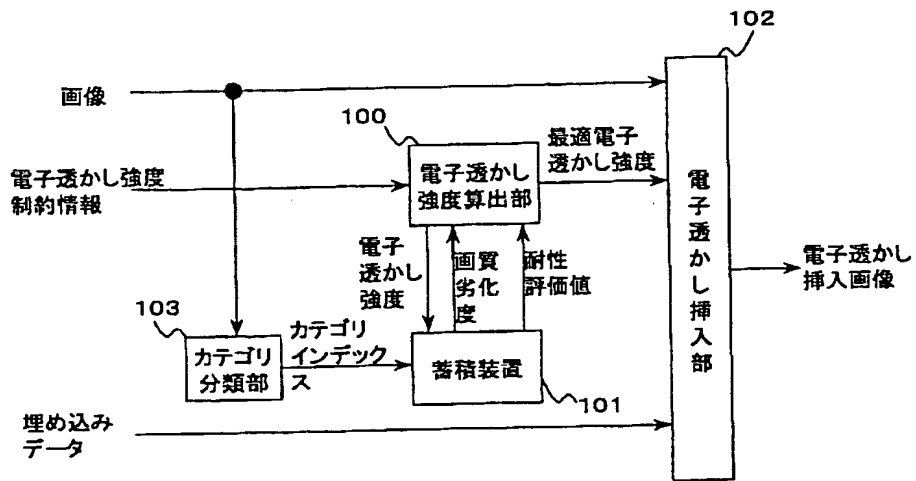 102
画像
100
最適電子
透かし強度
電子透かし強度
制約情報
電子透かし
強度算出部
電子透かし挿入部
電子
透かし
強度
画質
劣化
度
耐性
評価値
電子透かし
挿入画像
103
カテゴリ
インデック
ス
カテゴリ
分類部
蓄積装置
101
埋め込み
データ